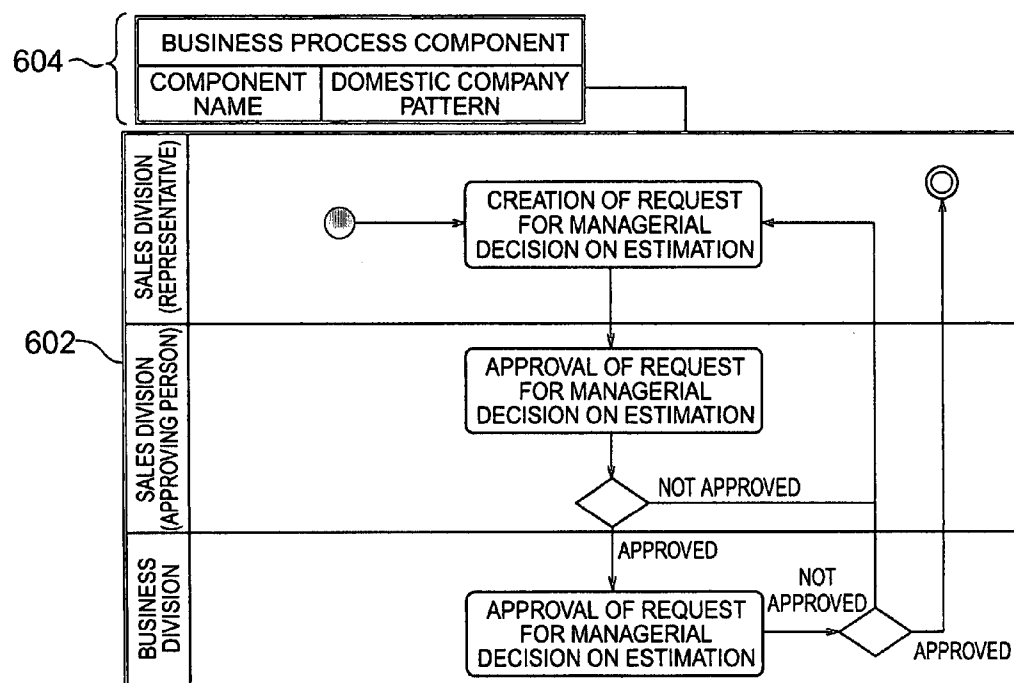 604
BUSINESS PROCESS COMPONENT
COMPONENT
NAME
DOMESTIC COMPANY
PATTERN
602
SALES DIVISION
(REPRESENTATIVE)
CREATION OF REQUEST
FOR MANAGERIAL
DECISION ON ESTIMATION
SALES DIVISION
(APPROVING PERSON)
APPROVAL OF REQUEST
FOR MANAGERIAL
DECISION ON ESTIMATION
NOT APPROVED
APPROVED
BUSINESS
DIVISION
APPROVAL OF REQUEST
FOR MANAGERIAL
DECISION ON ESTIMATION
NOT
APPROVED
APPROVED